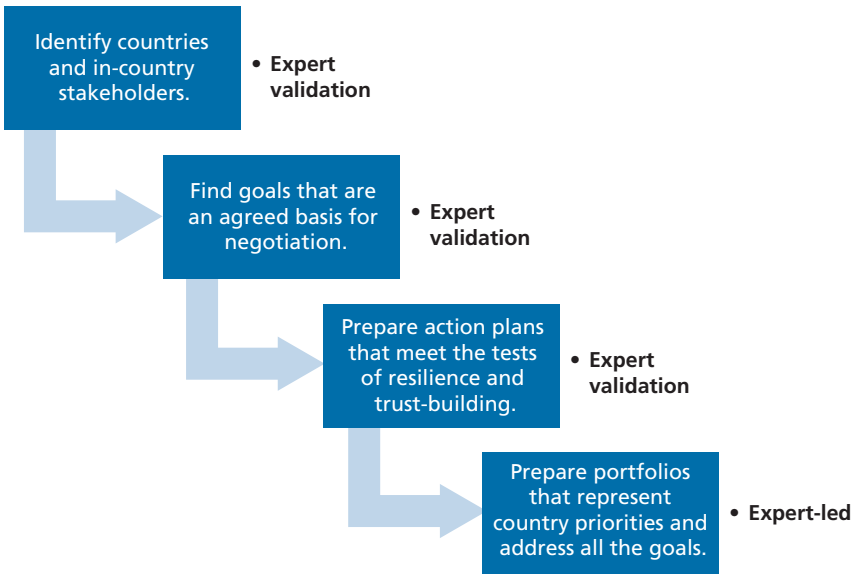 Identify countries
and in-country
stakeholders.
• Expert
validation
Find goals that are
an agreed basis for
negotiation.
• Expert
validation
Prepare action plans
that meet the tests
of resilience and
trust-building.
• Expert
validation
Prepare portfolios
that represent
country priorities and
address all the goals.
• Expert-led